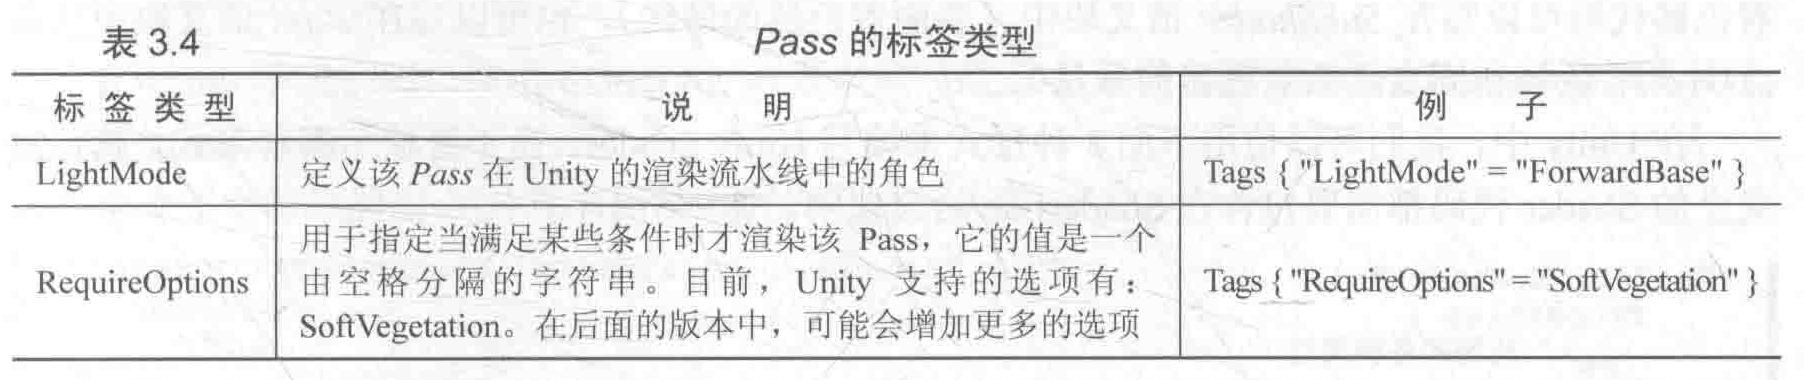 表 3.4 Pass 的标签类型
标 签 类 型 说 明 例 子
LightMode 定义该 Pass 在 Unity 的渲染流水线中的角色 Tags { "LightMode" = "ForwardBase" }
用于指定当满足某些条件时才渲染该 Pass，它的值是一个
RequireOptions 由空格分隔的字符串。目前，Unity 支持的选项有： Tags { "RequireOptions" = "SoftVegetation" }
SoftVegetation。在后面的版本中，可能会增加更多的选项